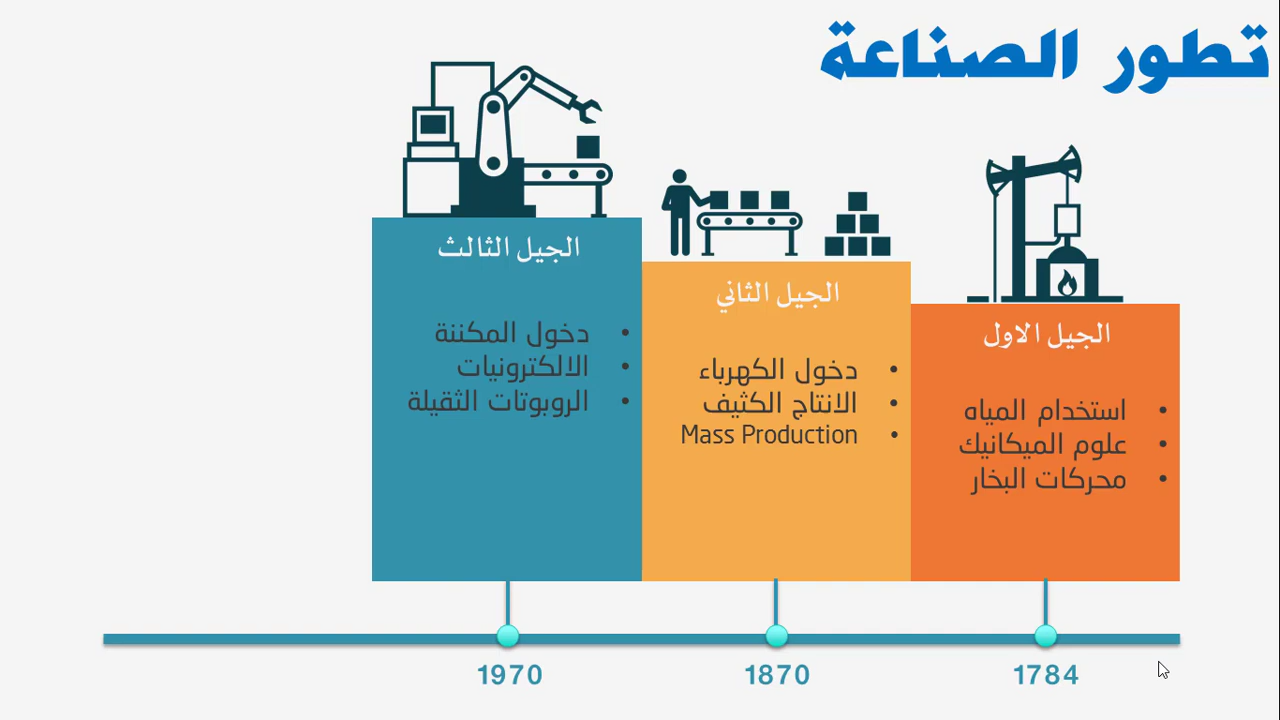 تطور الصناعة
الجيل الاول
• استخدام المياه
• علوم الميكانيك
• محركات البخار
1784
الجيل الثاني
• دخول الكهرباء
• الانتاج الكثيف
• Mass Production
1870
الجيل الثالث
• دخول المكننة
• الالكترونيات
• الروبوتات الثقيلة
1970